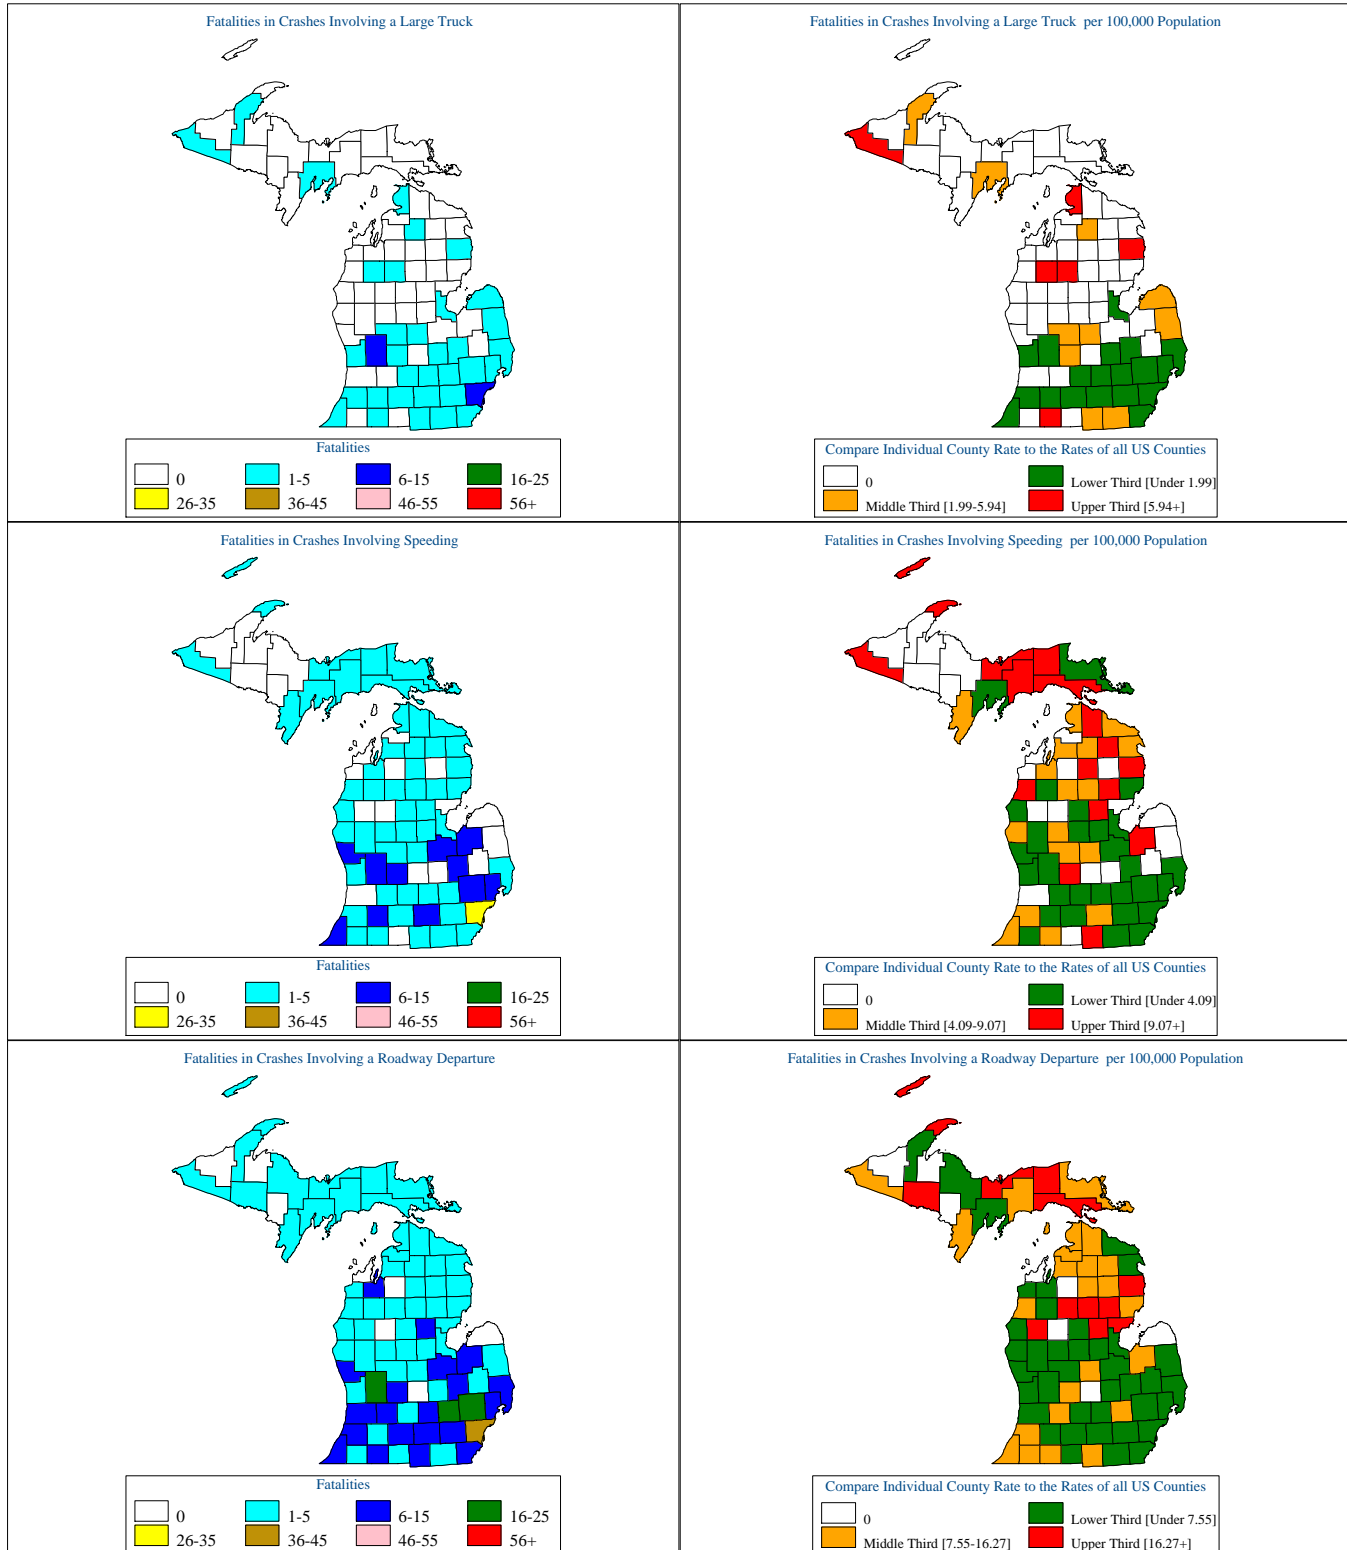 Fatalities in Crashes Involving a Large Truck
Fatalities
0
1-5
6-15
16-25
26-35
36-45
46-55
56+
Fatalities in Crashes Involving a Large Truck per 100,000 Population
Compare Individual County Rate to the Rates of all US Counties
0
Lower Third [Under 1.99]
Middle Third [1.99-5.94]
Upper Third [5.94+]
Fatalities in Crashes Involving Speeding
Fatalities
0
1-5
6-15
16-25
26-35
36-45
46-55
56+
Fatalities in Crashes Involving Speeding per 100,000 Population
Compare Individual County Rate to the Rates of all US Counties
0
Lower Third [Under 4.09]
Middle Third [4.09-9.07]
Upper Third [9.07+]
Fatalities in Crashes Involving a Roadway Departure
Fatalities
0
1-5
6-15
16-25
26-35
36-45
46-55
56+
Fatalities in Crashes Involving a Roadway Departure per 100,000 Population
Compare Individual County Rate to the Rates of all US Counties
0
Lower Third [Under 7.55]
Middle Third [7.55-16.27]
Upper Third [16.27+]